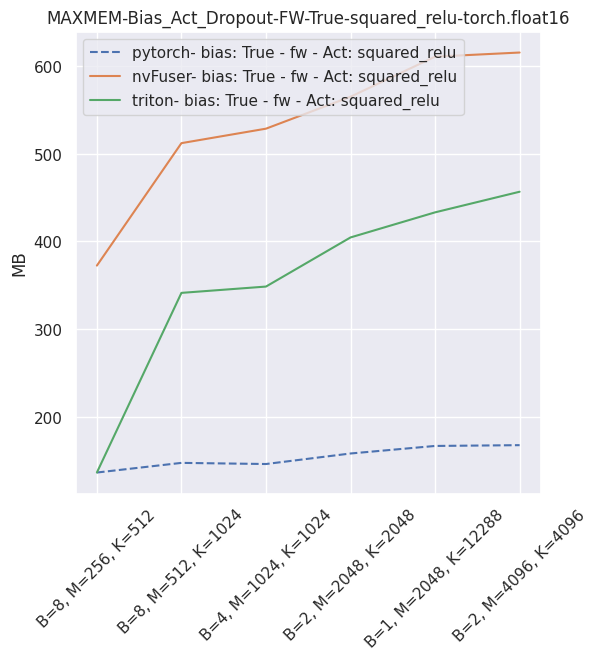 MAXMEM-Bias_Act_Dropout-FW-True-squared_relu-torch.float16
pytorch- bias: True - fw - Act: squared_relu
nvFuser- bias: True - fw - Act: squared_relu
triton- bias: True - fw - Act: squared_relu
MB
600
500
400
300
200
B=8, M=256, K=512
B=8, M=512, K=1024
B=4, M=1024, K=1024
B=2, M=2048, K=2048
B=1, M=2048, K=12288
B=2, M=4096, K=4096